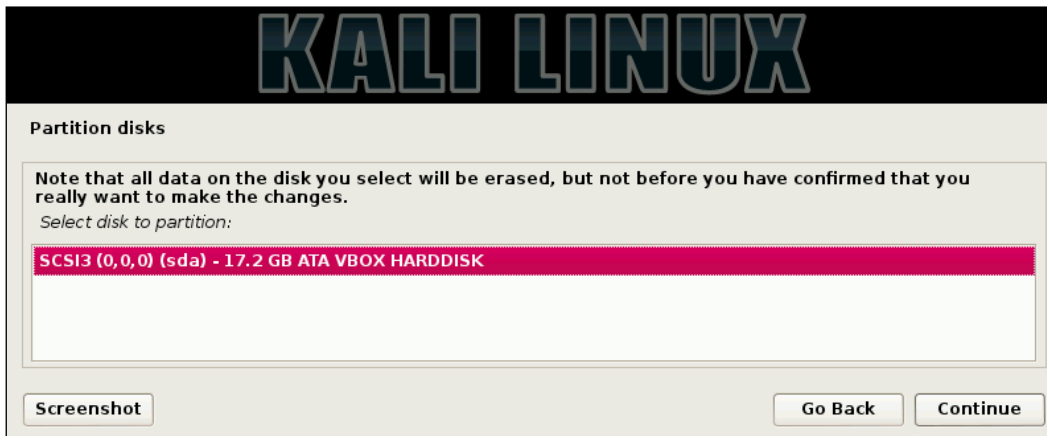 KALI LINUX
Partition disks
Note that all data on the disk you select will be erased, but not before you have confirmed that you
really want to make the changes.
Select disk to partition:
SCSI3 (0,0,0) (sda) - 17.2 GB ATA VBOX HARDDISK
Screenshot Go Back Continue